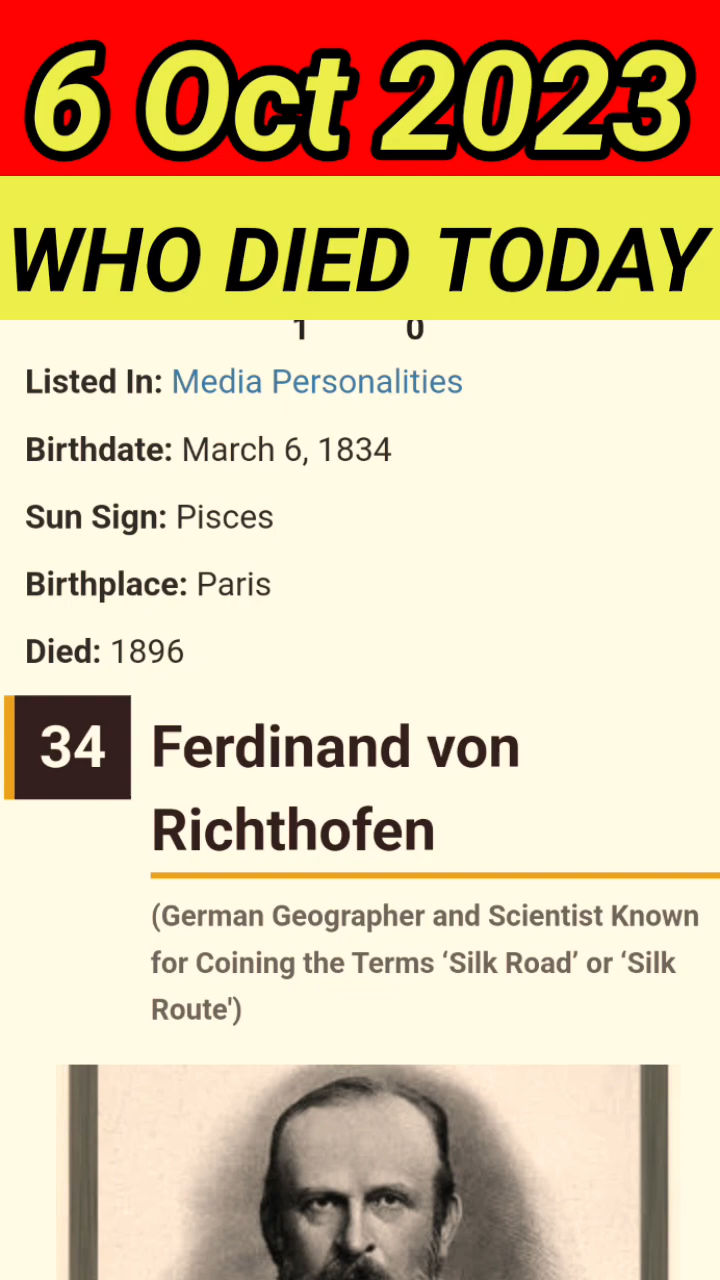 6 Oct 2023
WHO DIED TODAY
1 0
Listed In: Media Personalities
Birthdate: March 6, 1834
Sun Sign: Pisces
Birthplace: Paris
Died: 1896
34 Ferdinand von
Richthofen
(German Geographer and Scientist Known
for Coining the Terms ‘Silk Road’ or ‘Silk
Route')